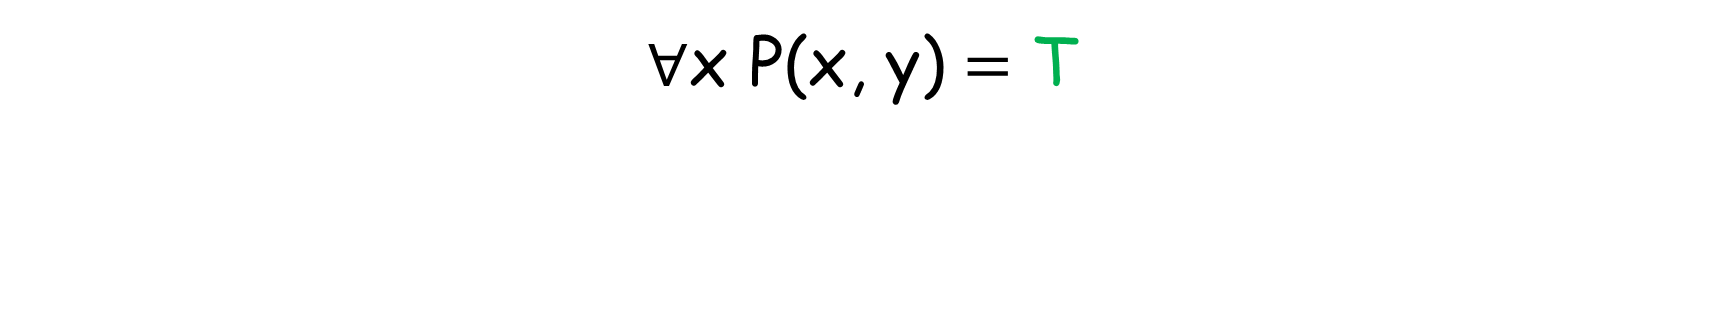 ∀x P(x, y) = T